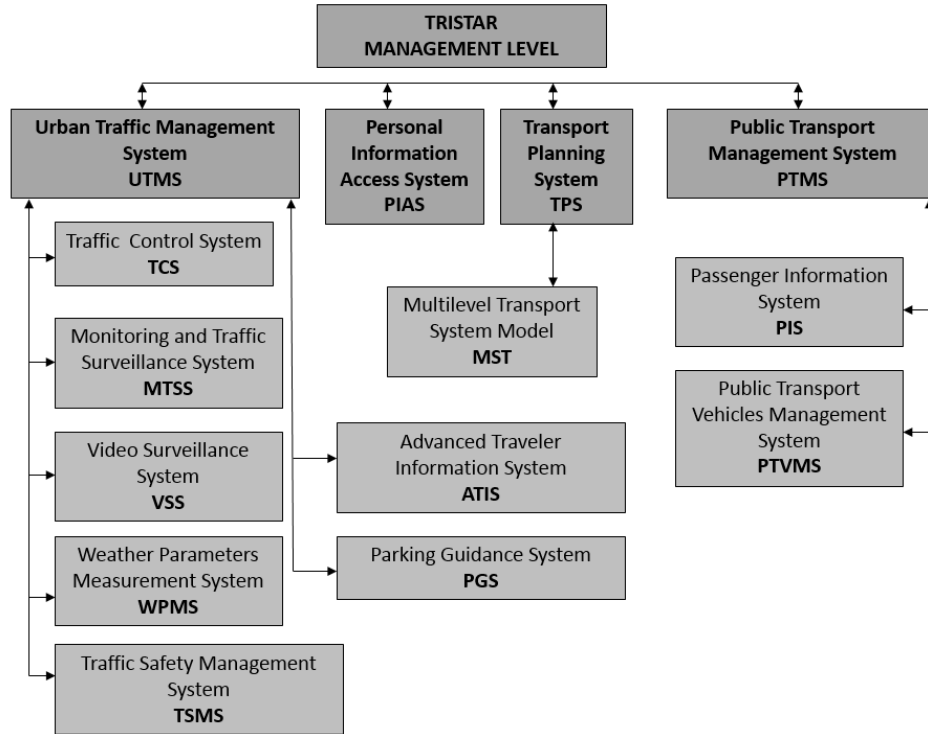 TRISTAR
MANAGEMENT LEVEL
Urban Traffic Management
System
UTMS
Personal
Information
Access System
PIAS
Transport
Planning
System
TPS
Public Transport
Management System
PTMS
Traffic Control System
TCS
Monitoring and Traffic
Surveillance System
MTSS
Video Surveillance
System
VSS
Weather Parameters
Measurement System
WPMS
Traffic Safety Management
System
TSMS
Advanced Traveler
Information System
ATIS
Parking Guidance System
PGS
Multilevel Transport
System Model
MST
Passenger Information
System
PIS
Public Transport
Vehicles Management
System
PTVMS